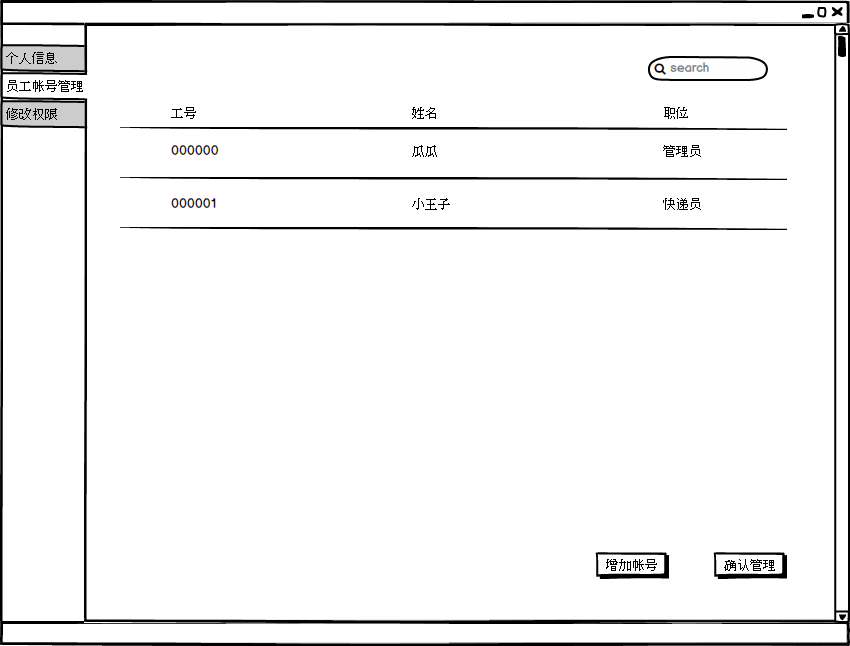 个人信息
员工帐号管理
修改权限
search
工号 姓名 职位
000000 瓜瓜 管理员
000001 小王子 快递员
增加帐号 确认管理